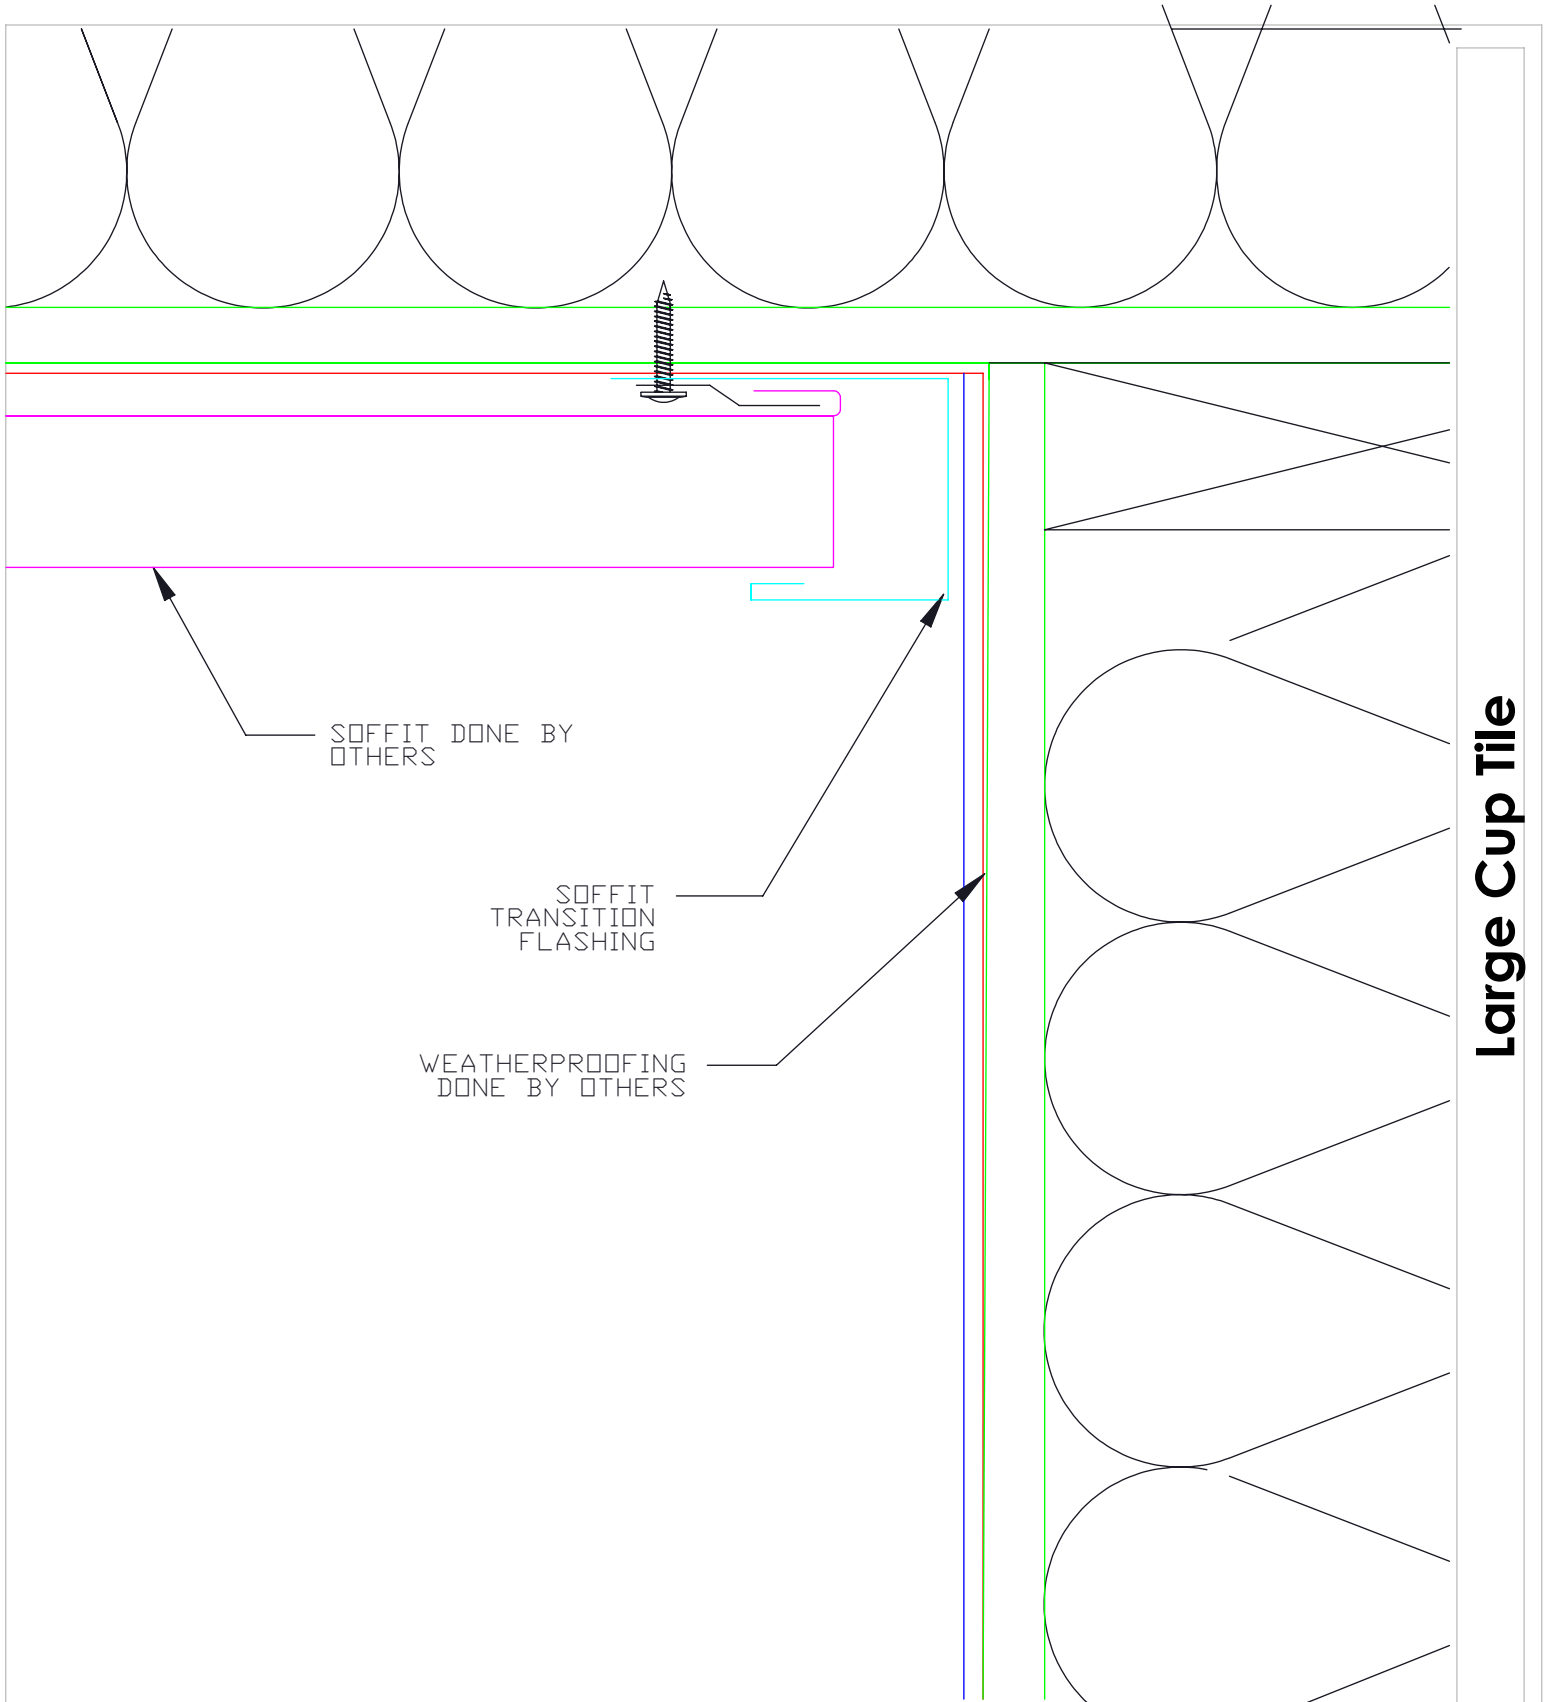 SOFFIT DONE BY
OTHERS
SOFFIT
TRANSITION
FLASHING
WEATHERPROOFING
DONE BY OTHERS
Large Cup Tile